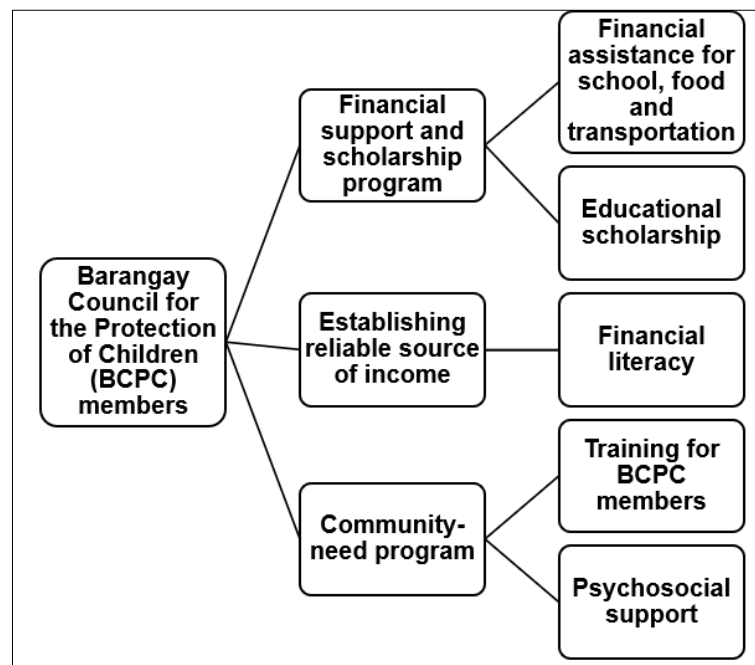 Barangay
Council for
the Protection
of Children
(BCPC)
members
Financial
support and
scholarship
program
Financial
assistance for
school, food
and
transportation
Educational
scholarship
Establishing
reliable source
of income
Financial
literacy
Community-
need program
Training for
BCPC
members
Psychosocial
support